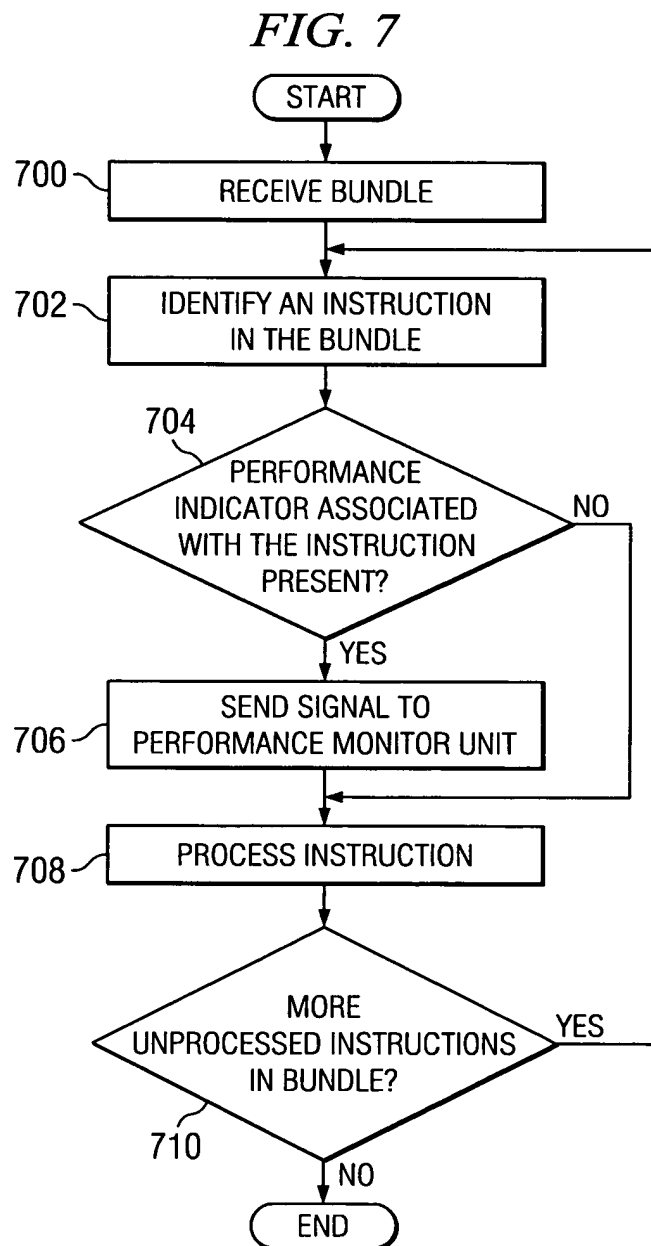 FIG. 7
START
700
RECEIVE BUNDLE
702
IDENTIFY AN INSTRUCTION
IN THE BUNDLE
704
PERFORMANCE
INDICATOR ASSOCIATED
WITH THE INSTRUCTION
PRESENT?
NO
YES
706
SEND SIGNAL TO
PERFORMANCE MONITOR UNIT
708
PROCESS INSTRUCTION
MORE
UNPROCESSED INSTRUCTIONS
IN BUNDLE?
YES
710
NO
END